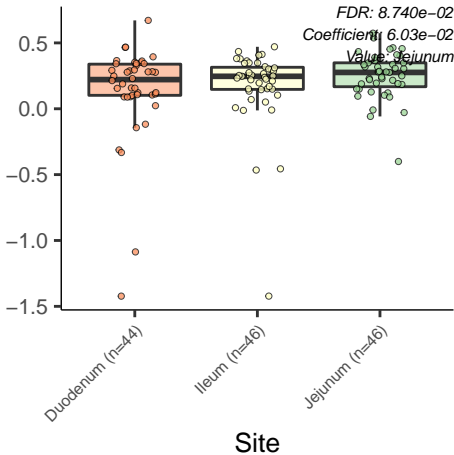 FDR: 8.740e−02
Coefficient: 6.03e−02
Value: Jejunum
0.5
0.0
−0.5
−1.0
−1.5
Duodenum (n=44)
Ileum (n=46)
Jejunum (n=46)
Site